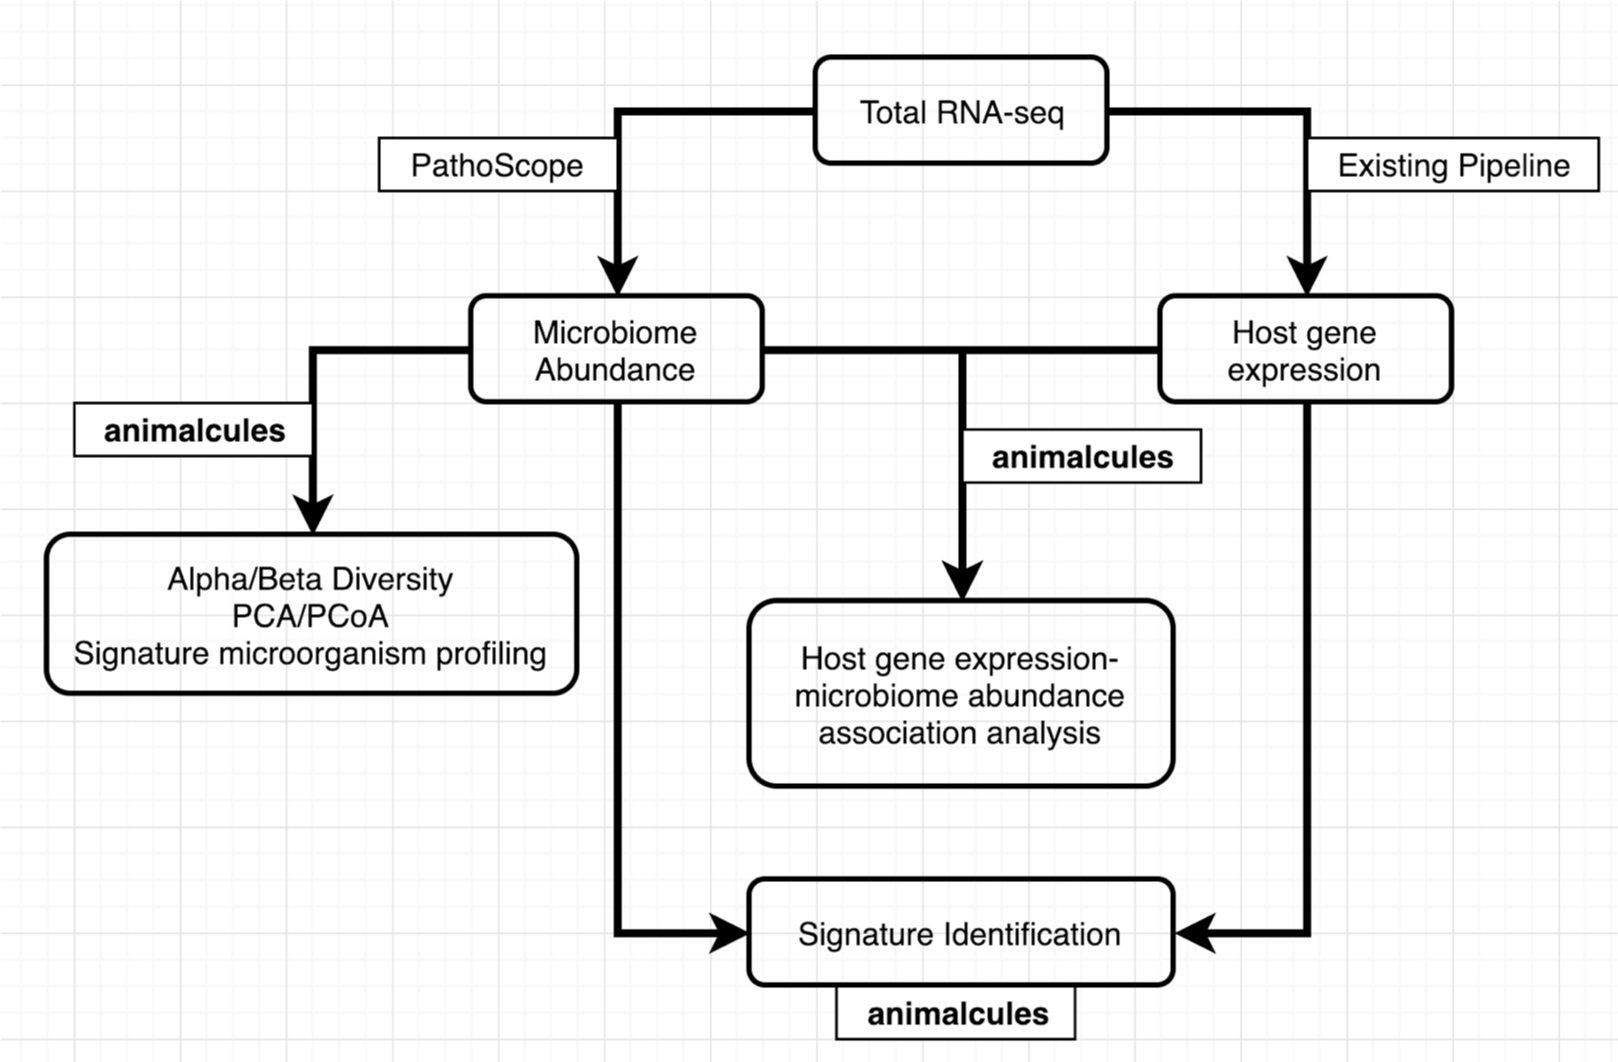 Total RNA-seq
PathoScope
Existing Pipeline
Microbiome
Abundance
Host gene
expression
animalcules
animalcules
Alpha/Beta Diversity
PCA/PCoA
Signature microorganism profiling
Host gene expression-
microbiome abundance
association analysis
Signature Identification
animalcules